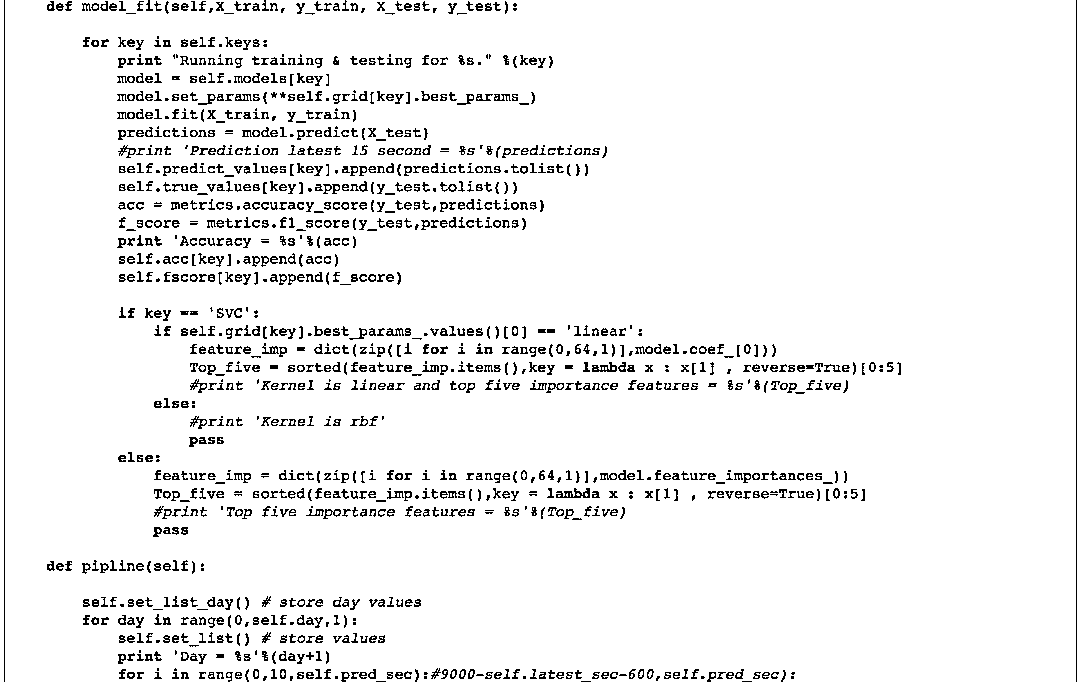 def model_fit(self,X_train, y_train, X_test, y_test):
for key in self.keys:
print "Running training & testing for %s." %(key)
model = self.models[key]
model.set_params(**self.grid[key].best_params_)
model.fit(X_train, y_train)
predictions = model.predict(X_test)
#print 'Prediction latest 15 second = %s'%(predictions)
self.predict_values[key].append(predictions.tolist())
self.true_values[key].append(y_test.tolist())
acc = metrics.accuracy_score(y_test,predictions)
f_score = metrics.f1_score(y_test,predictions)
print 'Accuracy = %s'%(acc)
self.acc[key].append(acc)
self.fscore[key].append(f_score)
if key == 'SVC':
if self.grid[key].best_params_.values()[0] == 'linear':
feature_imp = dict(zip([i for i in range(0,64,1)],model.coef_[0]))
Top_five = sorted(feature_imp.items(),key = lambda x : x[1] , reverse=True)[0:5]
#print 'Kernel is linear and top five importance features = %s'%(Top_five)
else:
#print 'Kernel is rbf'
pass
else:
feature_imp = dict(zip([i for i in range(0,64,1)],model.feature_importances_))
Top_five = sorted(feature_imp.items(),key = lambda x : x[1] , reverse=True)[0:5]
#print 'Top five importance features = %s'%(Top_five)
pass
def pipline(self):
self.set_list_day() # store day values
for day in range(0,self.day,1):
self.set_list() # store values
print 'Day = %s'%(day+1)
for i in range(0,10,self.pred_sec):#9000-self.latest_sec-600,self.pred_sec):